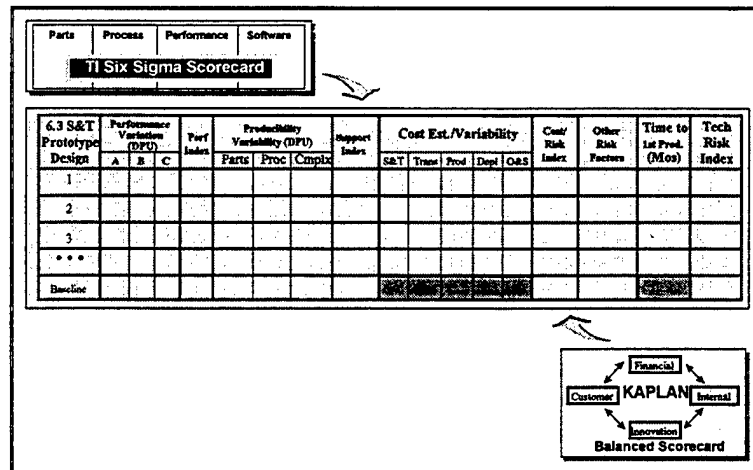 Parts Process Performance Software
TI Six Sigma Scorecard
6.3 S&T Prototype Design
Performance Variation (DPU)
A B C
Perf Index
Producibility Variability (DPU)
Parts Proc Cmplx
Support Index
Cost Est./Variability
S&T Trans Prod Depl O&S
Cost/ Risk Index
Other Risk Factors
Time to 1st Prod. (Mos)
Tech Risk Index
1
2
3
• • •
Baseline
Financial
Customer KAPLAN Internal
Innovation
Balanced Scorecard